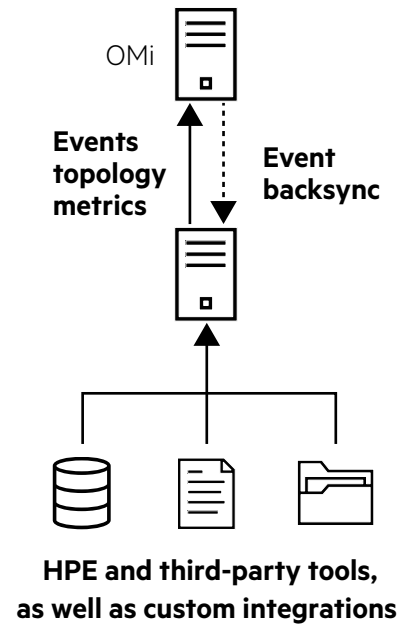 OMi
Events
topology
metrics
Event
backsync
HPE and third-party tools,
as well as custom integrations